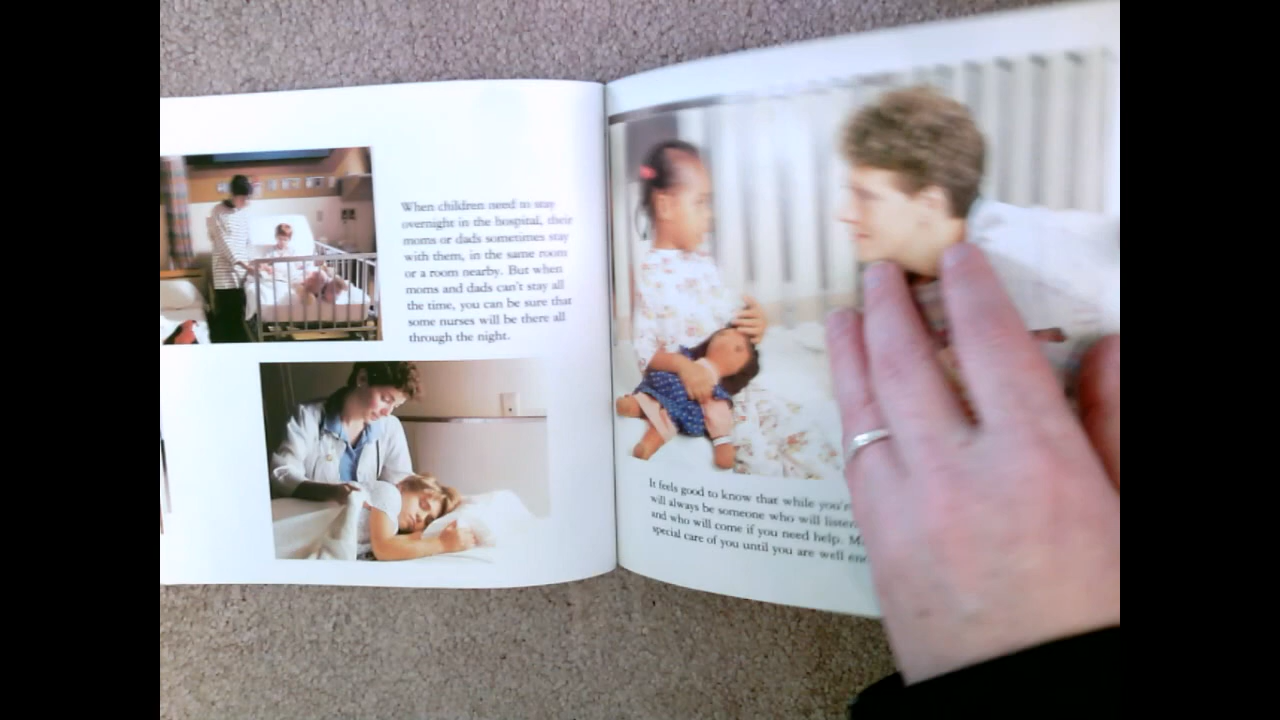 When children need to stay
overnight in the hospital, their
moms or dads sometimes stay
with them, in the same room
or a room nearby. But when
moms and dads can't stay all
the time, you can be sure that
some nurses will be there all
through the night.
It feels good to know that while you're
will always be someone who will listen
and who will come if you need help.
special care of you until you are well